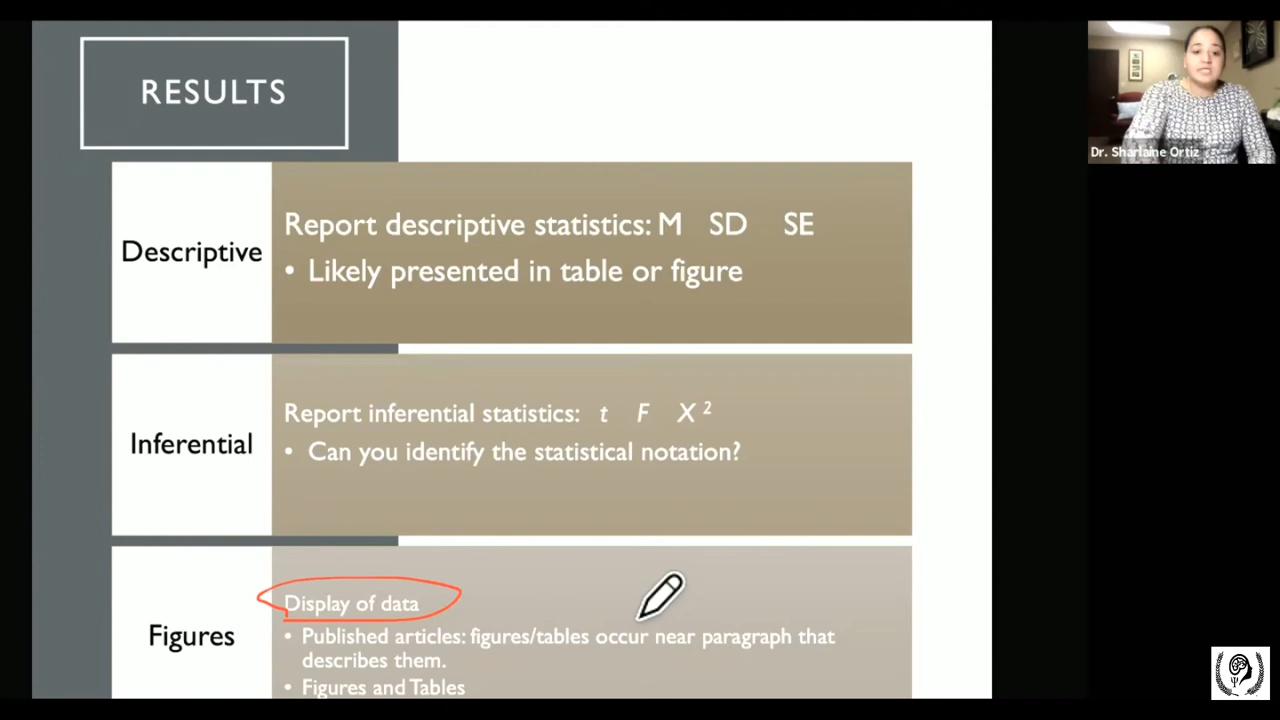 RESULTS
Dr. Sharlaine Ortiz
Descriptive
Report descriptive statistics: M SD SE
• Likely presented in table or figure
Inferential
Report inferential statistics: t F X ²
• Can you identify the statistical notation?
Figures
Display of data
• Published articles: figures/tables occur near paragraph that
describes them.
• Figures and Tables